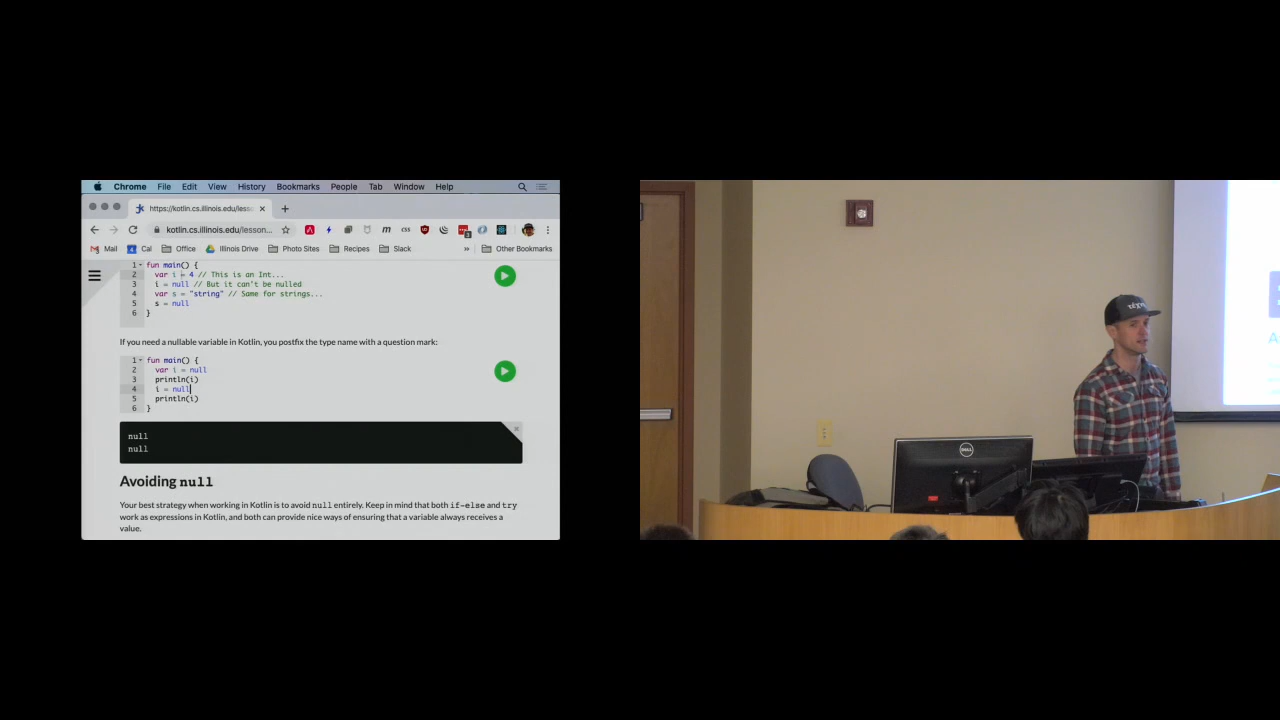 Chrome File Edit View History Bookmarks People Tab Window Help
https://kotlin.cs.illinois.edu/less
kotlin.cs.illinois.edu/lesson...
Mail Cal Office Illinois Drive Photo Sites Recipes Slack » Other Bookmarks
1 fun main() {
2 var i = 4 // This is an Int...
3 i = null // But it can't be nulled
4 var s = "string" // Same for strings...
5 s = null
6 }
If you need a nullable variable in Kotlin, you postfix the type name with a question mark:
1 fun main() {
2 var i = null
3 println(i)
4 i = null
5 println(i)
6 }
null
null
Avoiding null
Your best strategy when working in Kotlin is to avoid null entirely. Keep in mind that both if-else and try
work as expressions in Kotlin, and both can provide nice ways of ensuring that a variable always receives a
value.
DELL